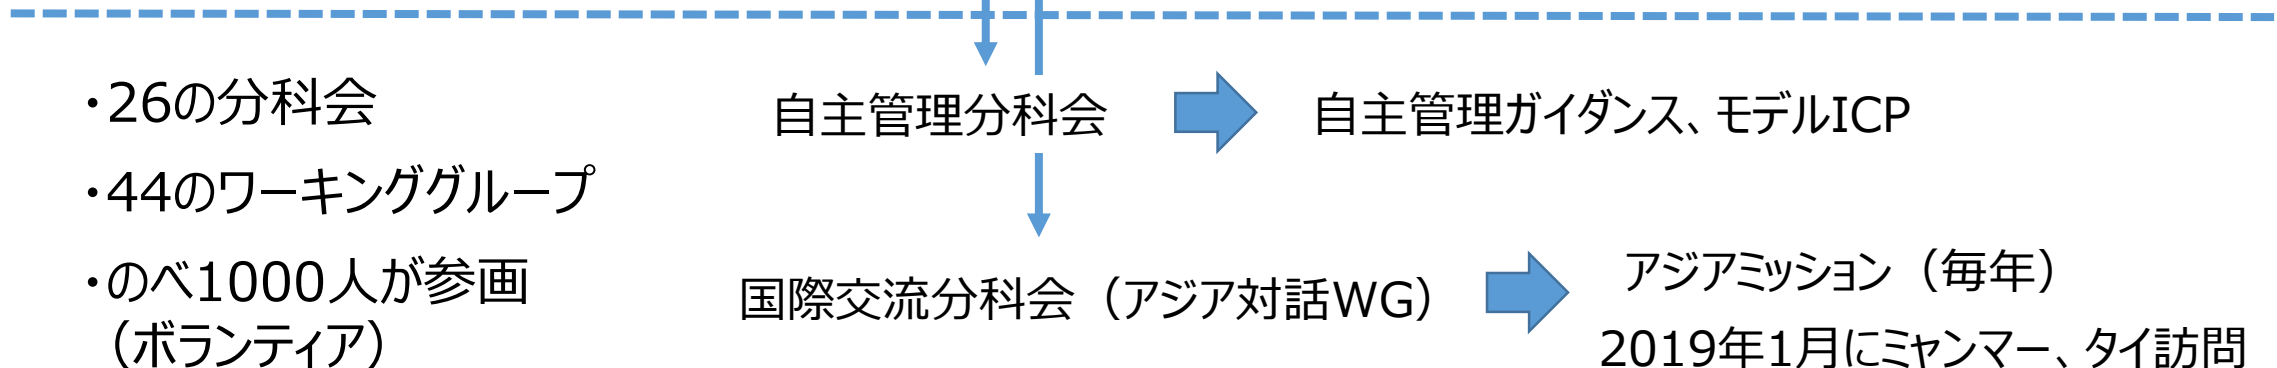 ・26の分科会
・44のワーキンググループ
・のべ1000人が参画
（ボランティア）
自主管理分科会
自主管理ガイダンス、モデルICP
国際交流分科会（アジア対話WG）
アジアミッション（毎年）
2019年1月にミャンマー、タイ訪問